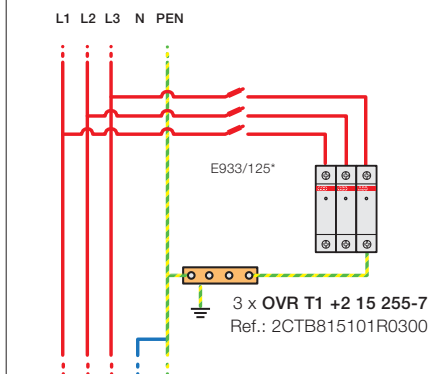 L1 L2 L3 N PEN
E933/125*
3 x OVR T1 +2 15 255-7
Ref.: 2CTB815101R0300